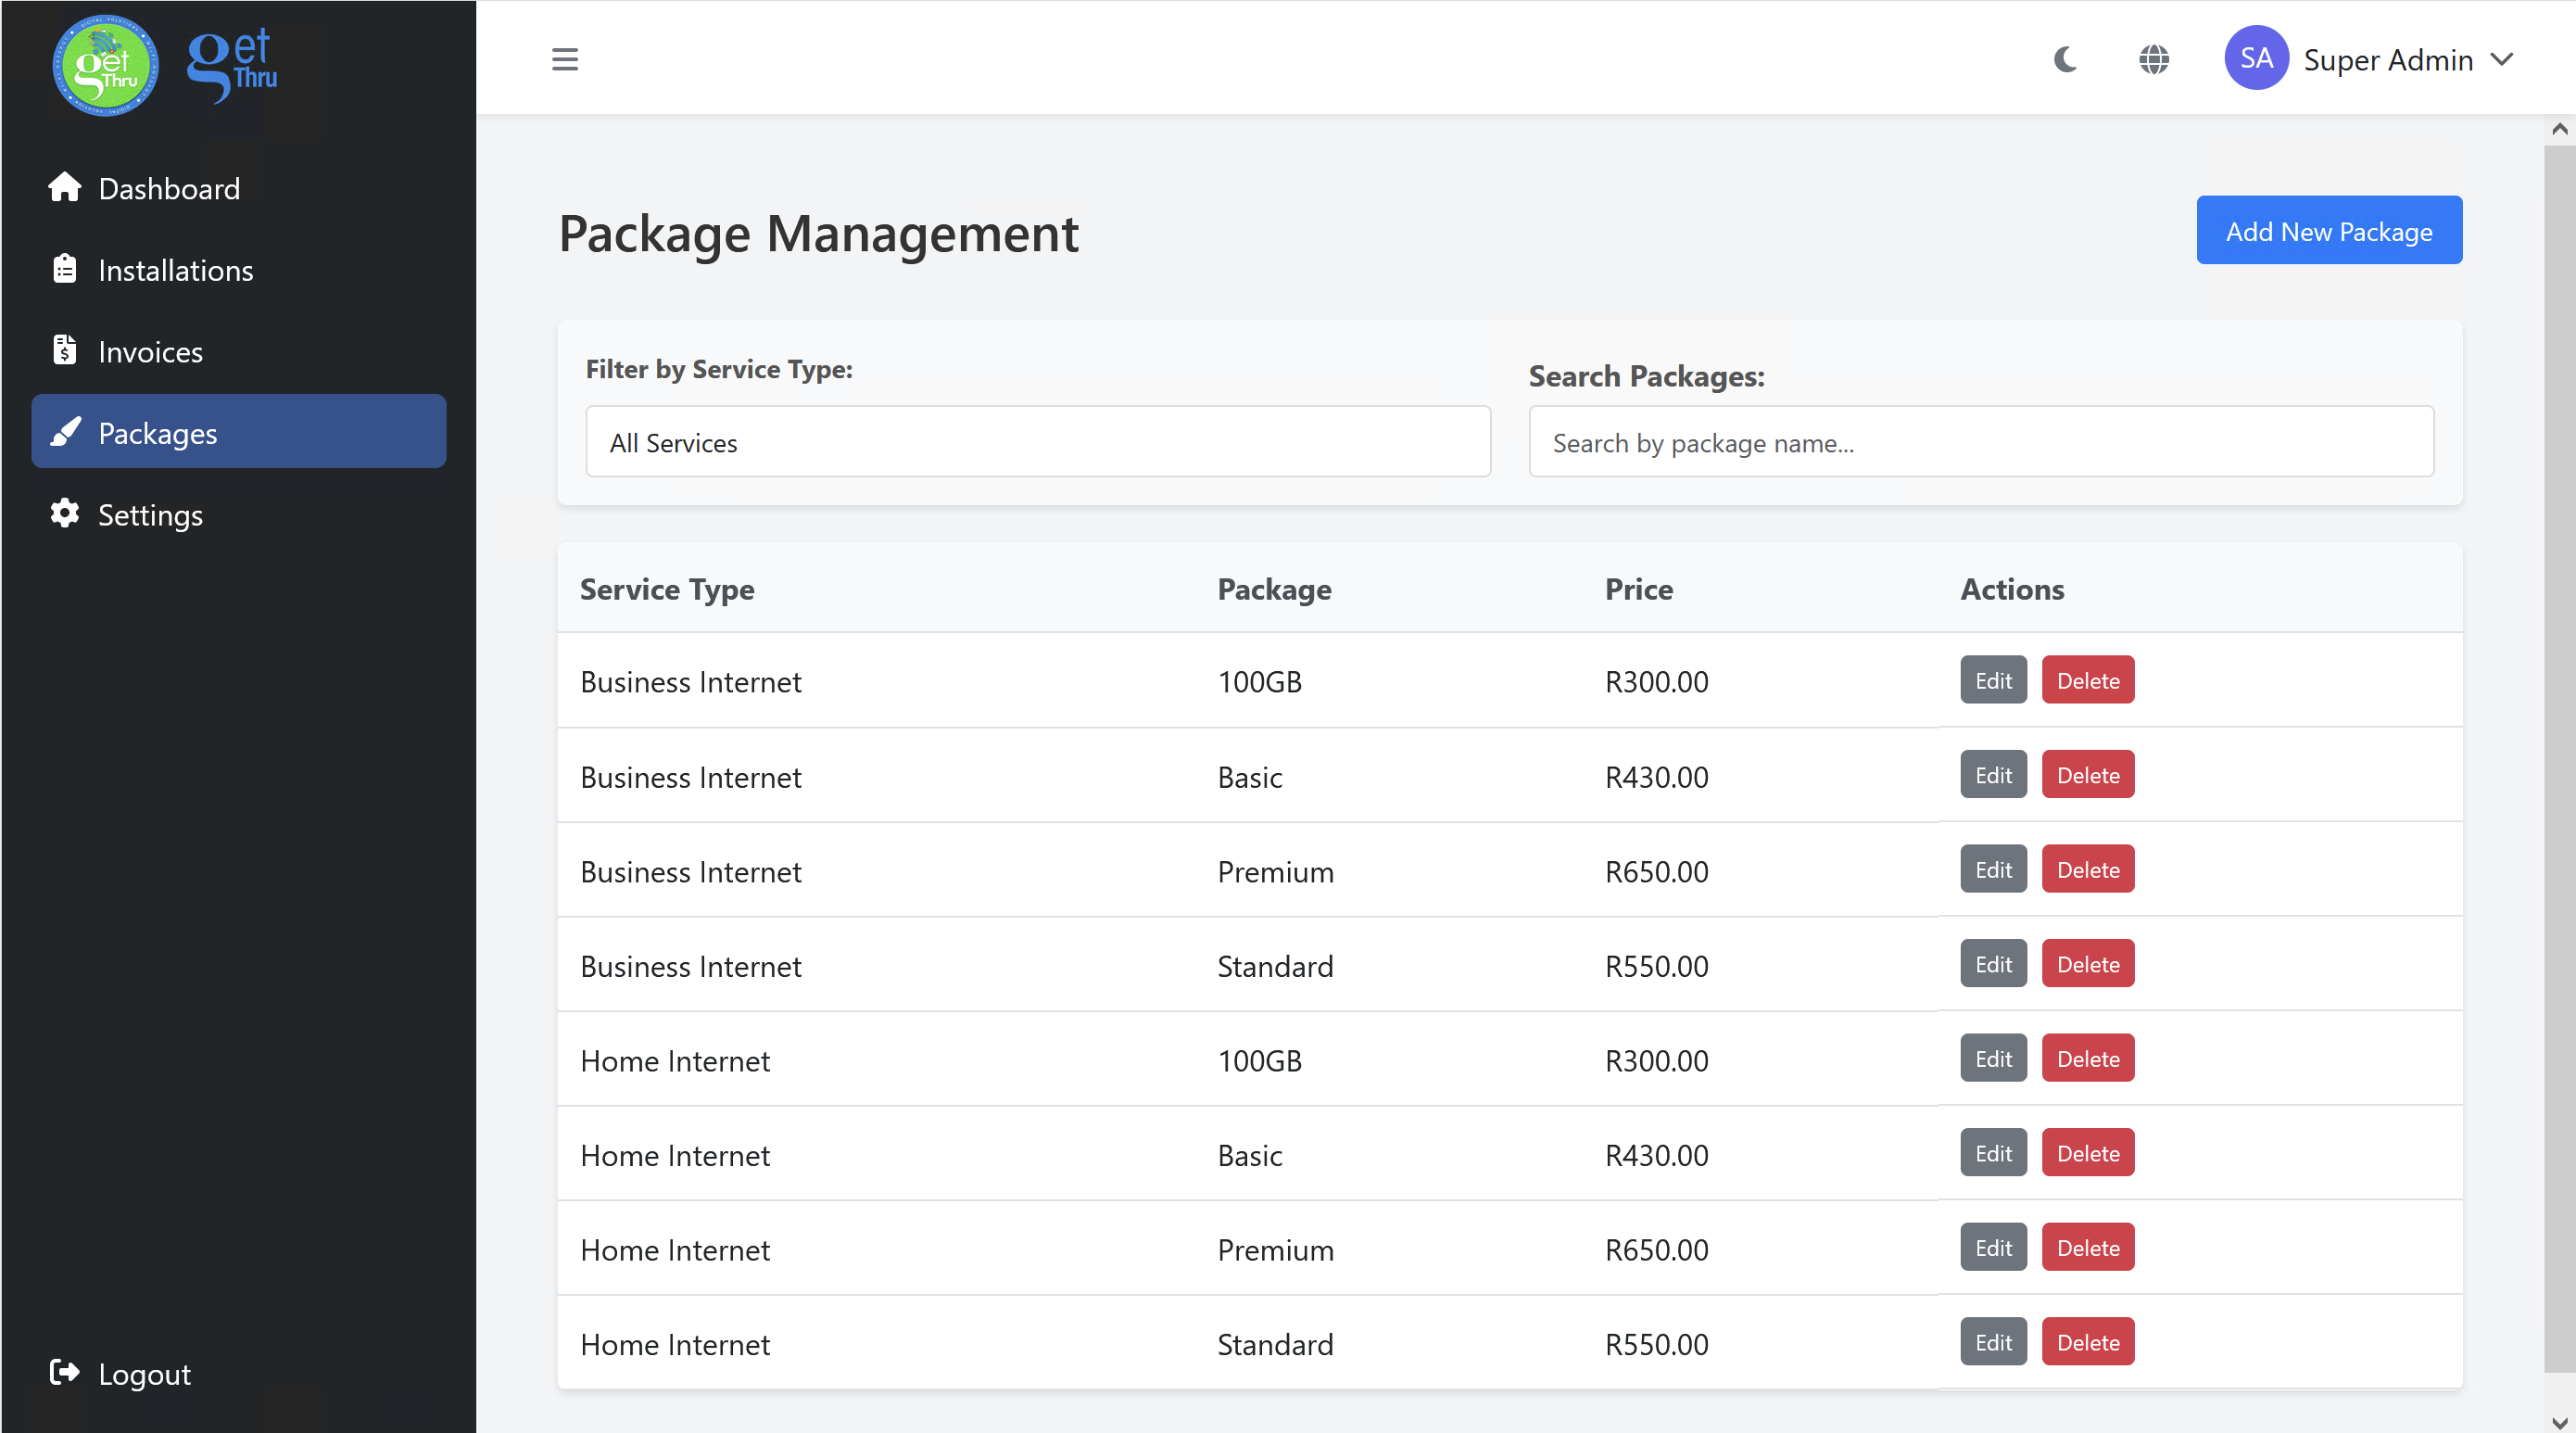 get
Thru
get
Thru
SA
Super Admin
Dashboard
Installations
Invoices
Packages
Settings
Logout
Package Management
Add New Package
Filter by Service Type:
Search Packages:
All Services
Search by package name...
Service Type Package Price Actions
Business Internet 100GB R300.00 Edit Delete
Business Internet Basic R430.00 Edit Delete
Business Internet Premium R650.00 Edit Delete
Business Internet Standard R550.00 Edit Delete
Home Internet 100GB R300.00 Edit Delete
Home Internet Basic R430.00 Edit Delete
Home Internet Premium R650.00 Edit Delete
Home Internet Standard R550.00 Edit Delete